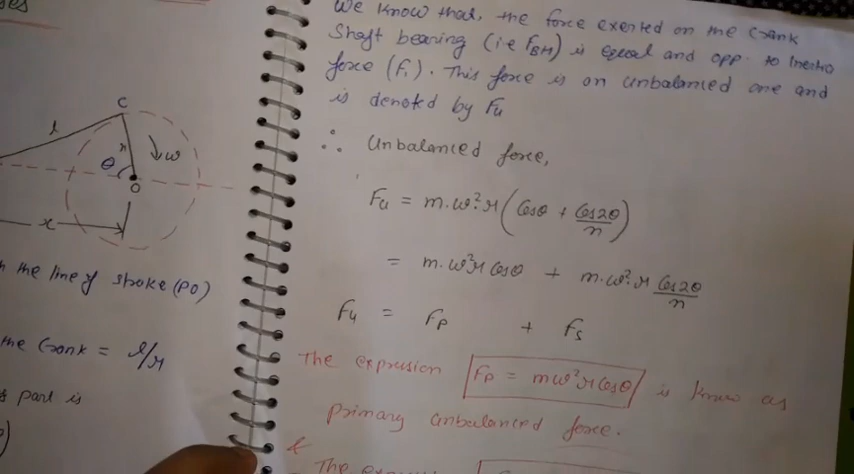 C
l
r
θ
ω
O
x
the line of stroke (PO)
the Crank = l/r
part is
We know that, the force exerted on the Crank
Shaft bearing (i.e FBH) is equal and opp. to Inertia
force (FI). This force is an unbalanced one and
is denoted by Fu
∴ Unbalanced force,
Fu = m.ω².r (Cosθ + Cos2θ/n)
= m.ω²r Cosθ + m.ω².r Cos2θ/n
Fu = Fp + Fs
The expression Fp = mω²r Cosθ is know as
primary unbalanced force.
&
The